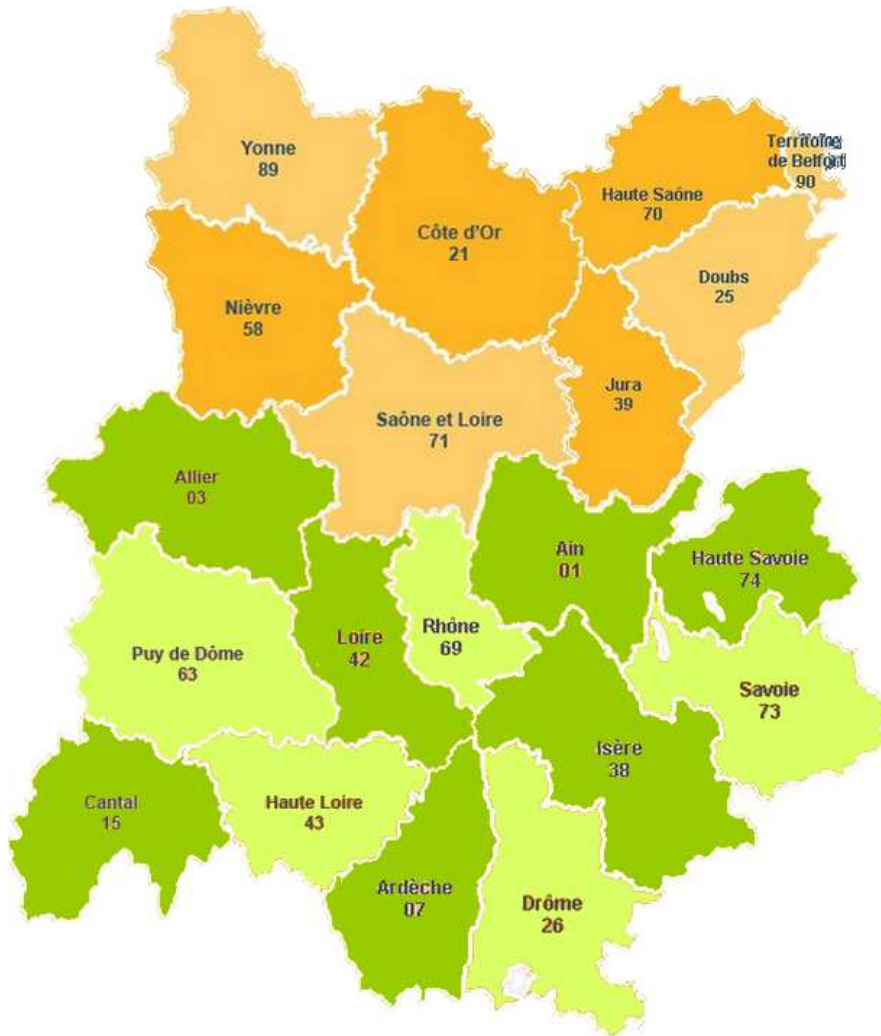 Yonne
89
Côte d'Or
21
Haute Saône
70
Territoire
de Belfort
90
Doubs
25
Nièvre
58
Jura
39
Saône et Loire
71
Allier
03
Ain
01
Haute Savoie
74
Puy de Dôme
63
Loire
42
Rhône
69
Savoie
73
Isère
38
Cantal
15
Haute Loire
43
Ardèche
07
Drôme
26